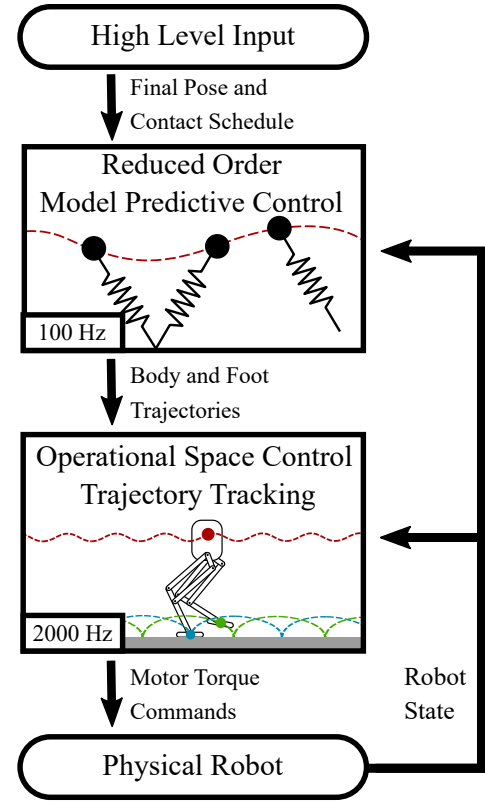 High Level Input
Final Pose and
Contact Schedule
Reduced Order
Model Predictive Control
100 Hz
Body and Foot
Trajectories
Operational Space Control
Trajectory Tracking
2000 Hz
Motor Torque
Commands
Robot
State
Physical Robot